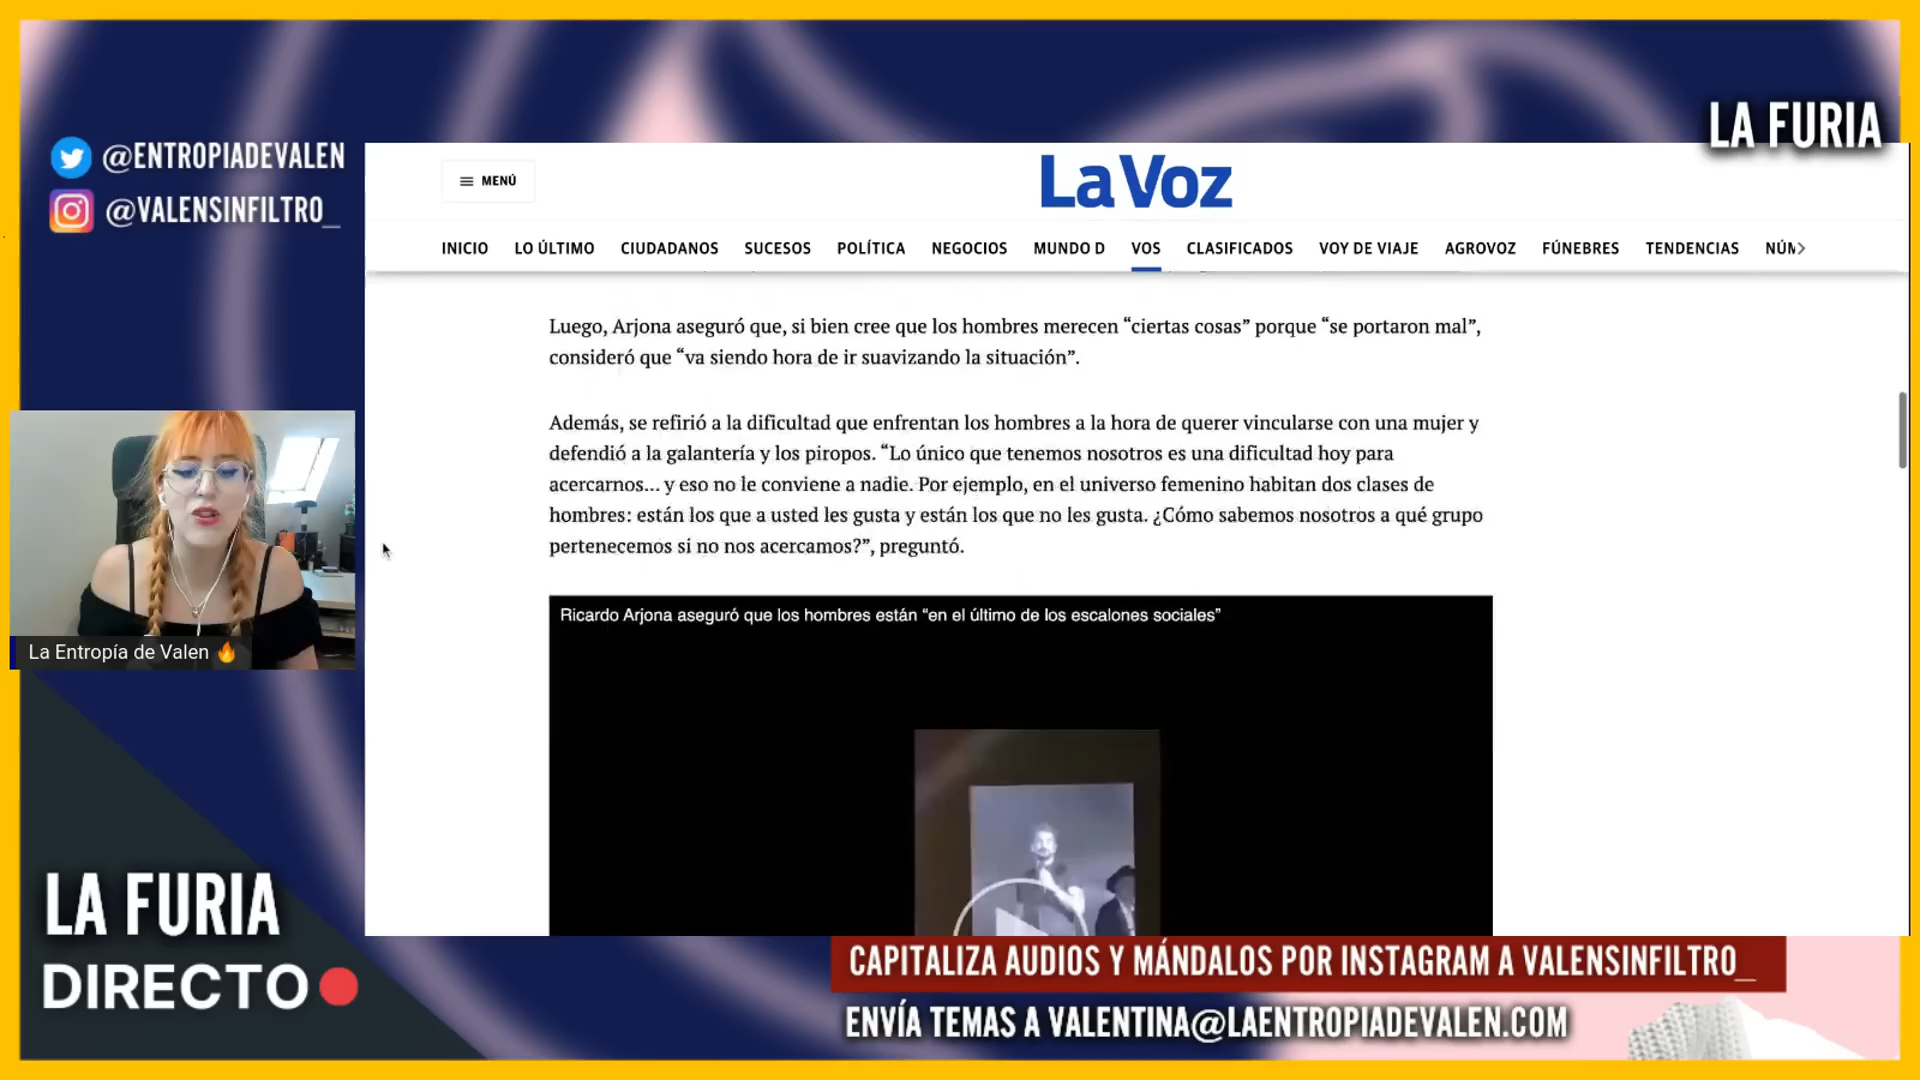 LA FURIA
@ENTROPIADEVALEN
@VALENSINFILTRO_
MENÚ
La Voz
INICIO LO ÚLTIMO CIUDADANOS SUCESOS POLÍTICA NEGOCIOS MUNDO D VOS CLASIFICADOS VOY DE VIAJE AGROVOZ FÚNEBRES TENDENCIAS
Luego, Arjona aseguró que, si bien cree que los hombres merecen “ciertas cosas” porque “se portaron mal”,
consideró que “va siendo hora de ir suavizando la situación”.
Además, se refirió a la dificultad que enfrentan los hombres a la hora de querer vincularse con una mujer y
defendió a la galantería y los piropos. “Lo único que tenemos nosotros es una dificultad hoy para
acercarnos... y eso no le conviene a nadie. Por ejemplo, en el universo femenino habitan dos clases de
hombres: están los que a usted les gusta y están los que no les gusta. ¿Cómo sabemos nosotros a qué grupo
pertenecemos si no nos acercamos?”, preguntó.
Ricardo Arjona aseguró que los hombres están “en el último de los escalones sociales”
La Entropía de Valen 🔥
LA FURIA
DIRECTO
CAPITALIZA AUDIOS Y MÁNDALOS POR INSTAGRAM A VALENSINFILTRO_
ENVÍA TEMAS A VALENTINA@LAENTROPIADEVALEN.COM